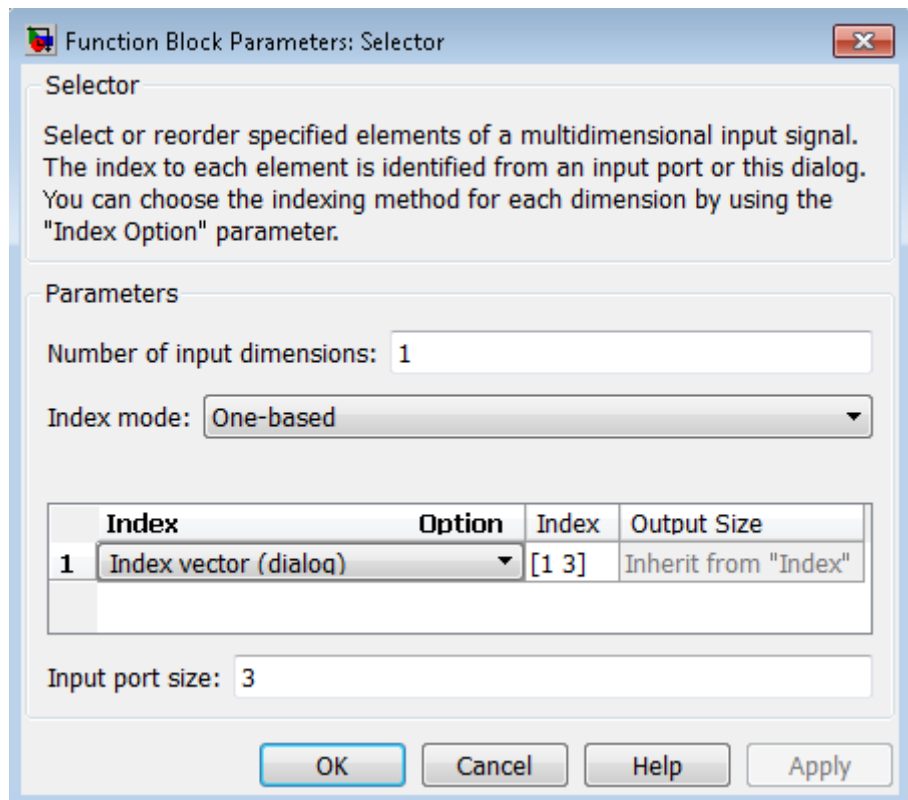 Function Block Parameters: Selector
Selector
Select or reorder specified elements of a multidimensional input signal.
The index to each element is identified from an input port or this dialog.
You can choose the indexing method for each dimension by using the
"Index Option" parameter.
Parameters
Number of input dimensions: 1
Index mode: One-based
Index Option Index Output Size
1 Index vector (dialog) [1 3] Inherit from "Index"
Input port size: 3
OK Cancel Help Apply